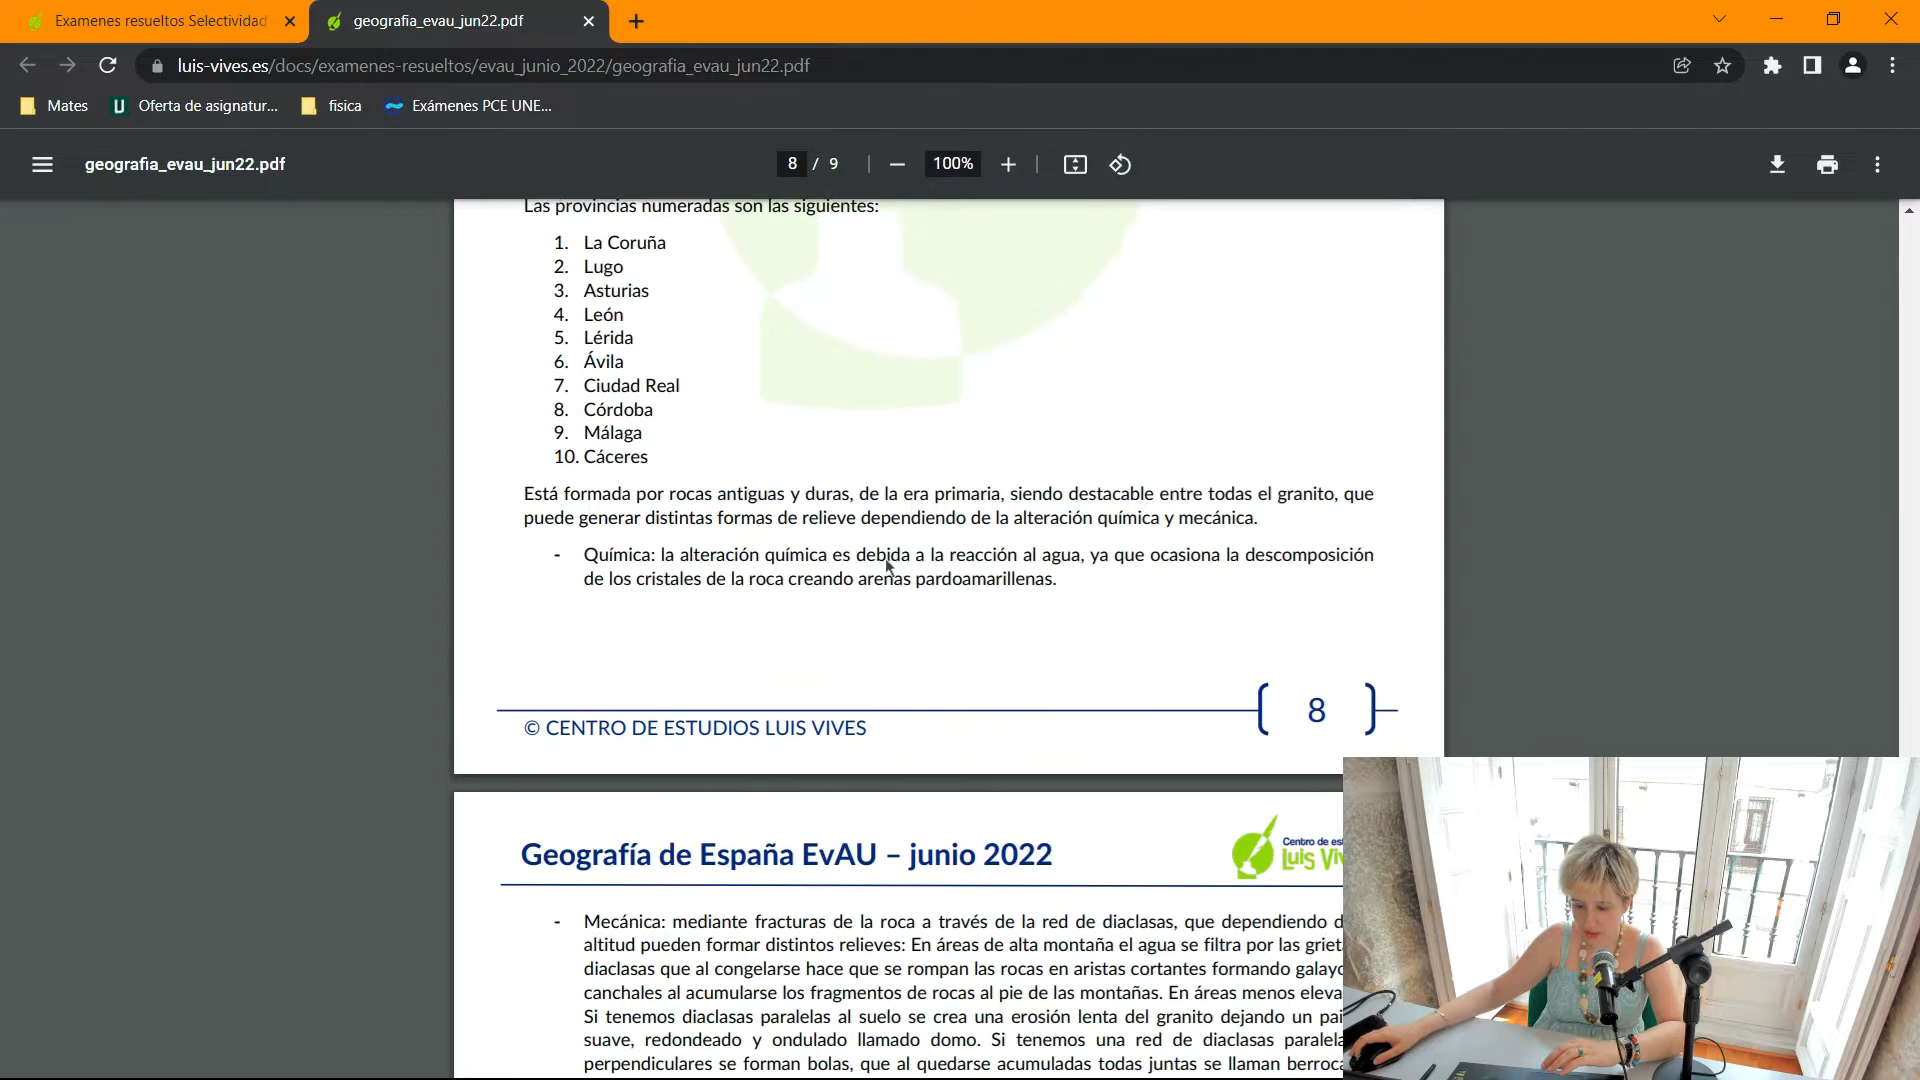 Examenes resueltos Selectividad
geografia_evau_jun22.pdf
luis-vives.es/docs/examenes-resueltos/evau_junio_2022/geografia_evau_jun22.pdf
Mates
Oferta de asignatur...
fisica
Exámenes PCE UNE...
geografia_evau_jun22.pdf
8 / 9
100%
Las provincias numeradas son las siguientes:
1. La Coruña
2. Lugo
3. Asturias
4. León
5. Lérida
6. Ávila
7. Ciudad Real
8. Córdoba
9. Málaga
10. Cáceres
Está formada por rocas antiguas y duras, de la era primaria, siendo destacable entre todas el granito, que
puede generar distintas formas de relieve dependiendo de la alteración química y mecánica.
- Química: la alteración química es debida a la reacción al agua, ya que ocasiona la descomposición
de los cristales de la roca creando arenas pardoamarillenas.
© CENTRO DE ESTUDIOS LUIS VIVES
8
Geografía de España EvAU – junio 2022
Centro de es
Luis Viv
- Mecánica: mediante fracturas de la roca a través de la red de diaclasas, que dependiendo d
altitud pueden formar distintos relieves: En áreas de alta montaña el agua se filtra por las griet
diaclasas que al congelarse hace que se rompan las rocas en aristas cortantes formando galayo
canchales al acumularse los fragmentos de rocas al pie de las montañas. En áreas menos eleva
Si tenemos diaclasas paralelas al suelo se crea una erosión lenta del granito dejando un pai
suave, redondeado y ondulado llamado domo. Si tenemos una red de diaclasas paralela
perpendiculares se forman bolas, que al quedarse acumuladas todas juntas se llaman berroca